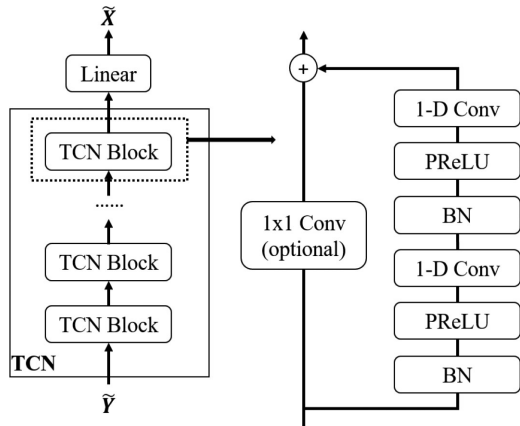 X̃
Linear
TCN Block
......
TCN Block
TCN Block
TCN
Ỹ
+
1x1 Conv
(optional)
1-D Conv
PReLU
BN
1-D Conv
PReLU
BN